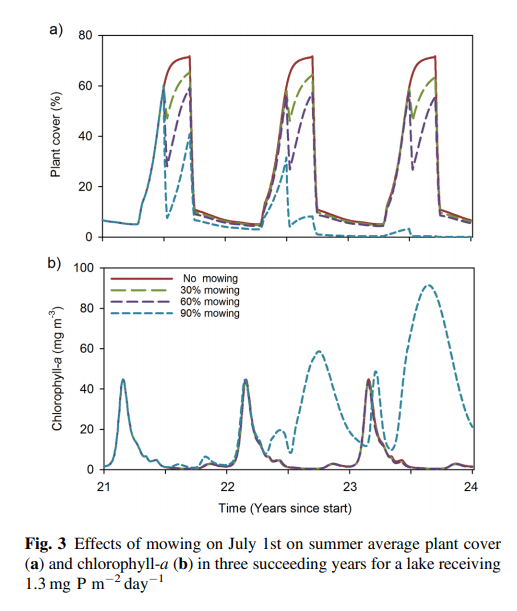 a)
80
60
40
20
0
Plant cover (%)
b)
100
80
60
40
20
0
Chlorophyll-a (mg m⁻³)
No mowing
30% mowing
60% mowing
90% mowing
21 22 23 24
Time (Years since start)
Fig. 3 Effects of mowing on July 1st on summer average plant cover
(a) and chlorophyll-a (b) in three succeeding years for a lake receiving
1.3 mg P m⁻² day⁻¹